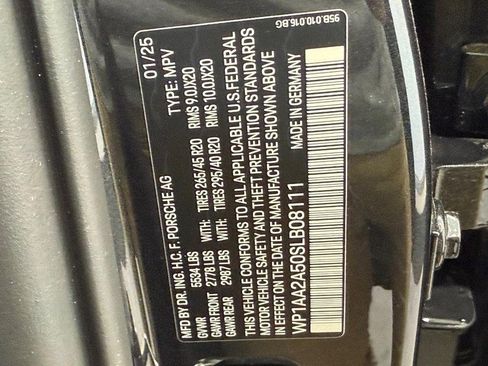 95B.010.016.BG
MFD BY DR. ING. H.C. F. PORSCHE AG 01/25
GVWR 5534 LBS TYPE: MPV
GAWR FRONT 2778 LBS WITH: TIRES 265/45 R20 RIMS 9.0JX20
GAWR REAR 2987 LBS WITH: TIRES 295/40 R20 RIMS 10.0JX20
THIS VEHICLE CONFORMS TO ALL APPLICABLE U.S. FEDERAL
MOTOR VEHICLE SAFETY AND THEFT PREVENTION STANDARDS
IN EFFECT ON THE DATE OF MANUFACTURE SHOWN ABOVE
WP1AA2A50SLB08111 MADE IN GERMANY